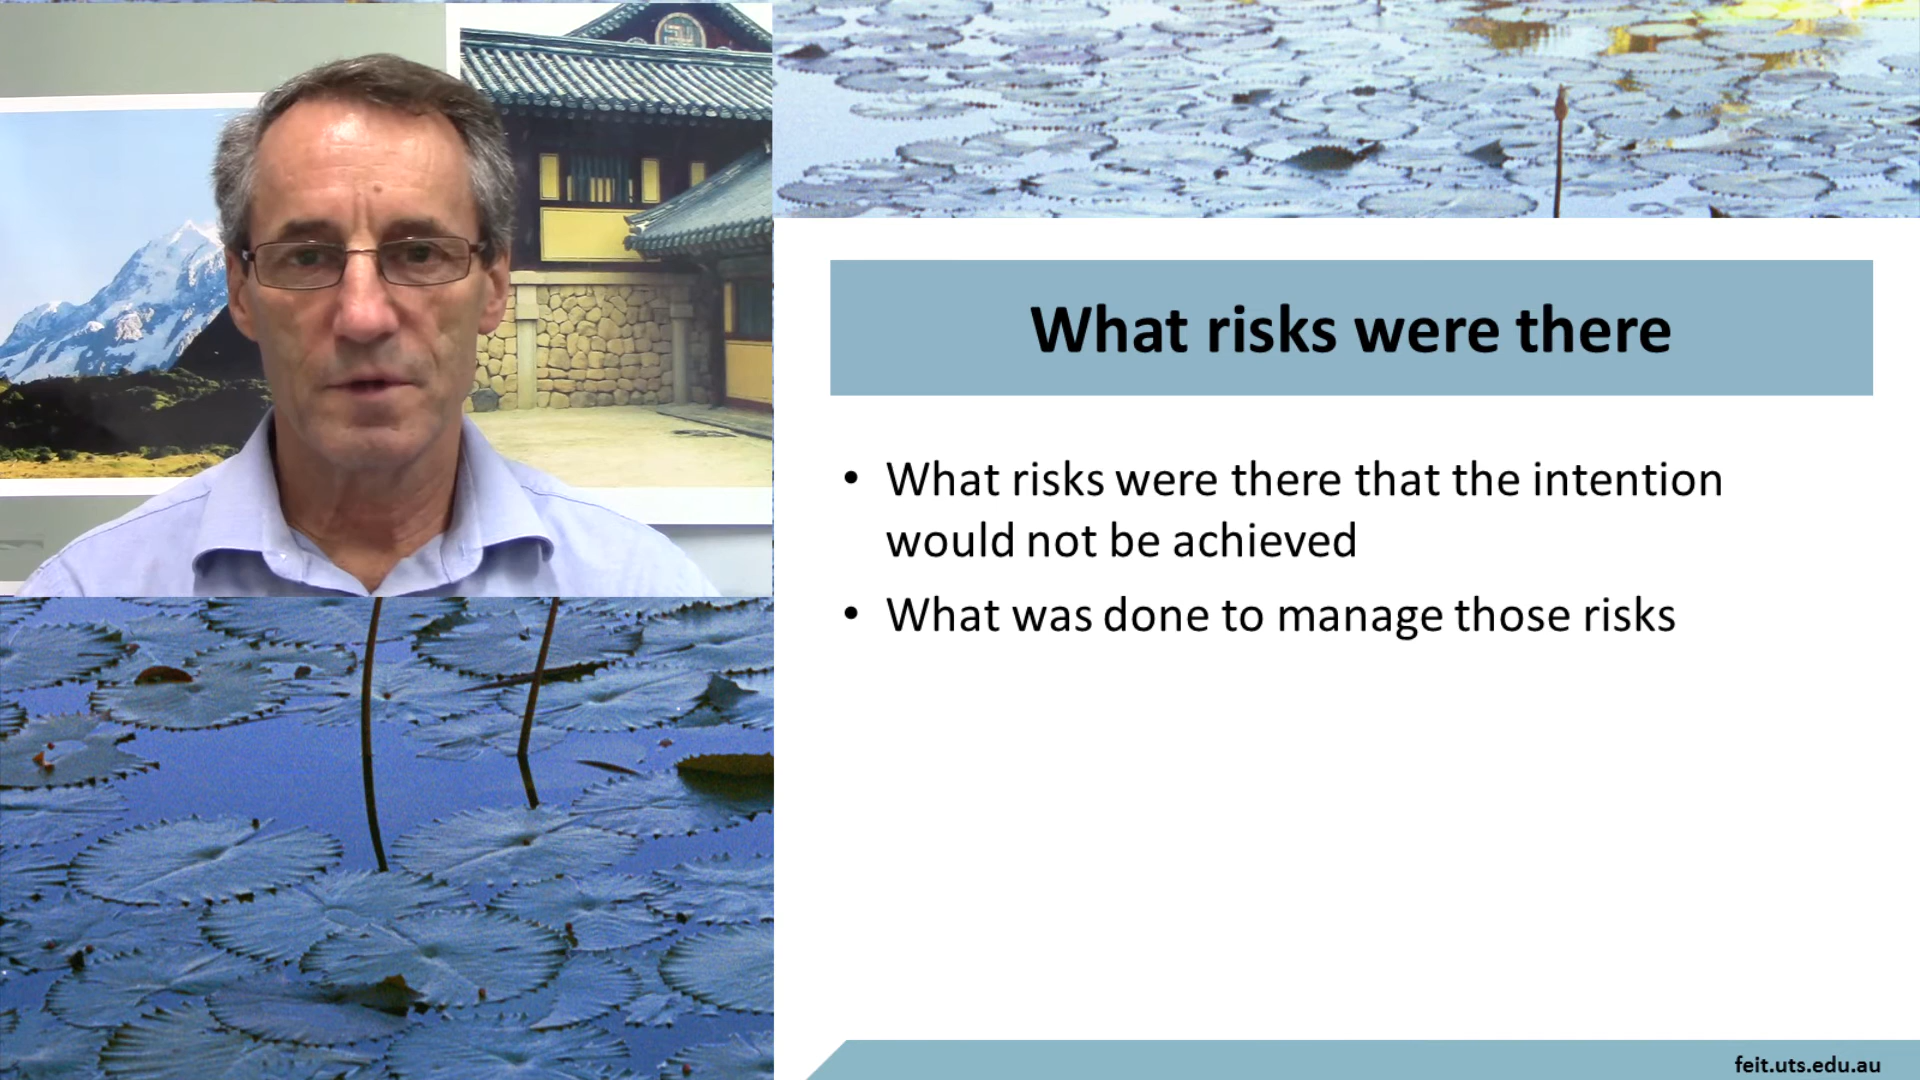 What risks were there
• What risks were there that the intention
would not be achieved
• What was done to manage those risks
feit.uts.edu.au